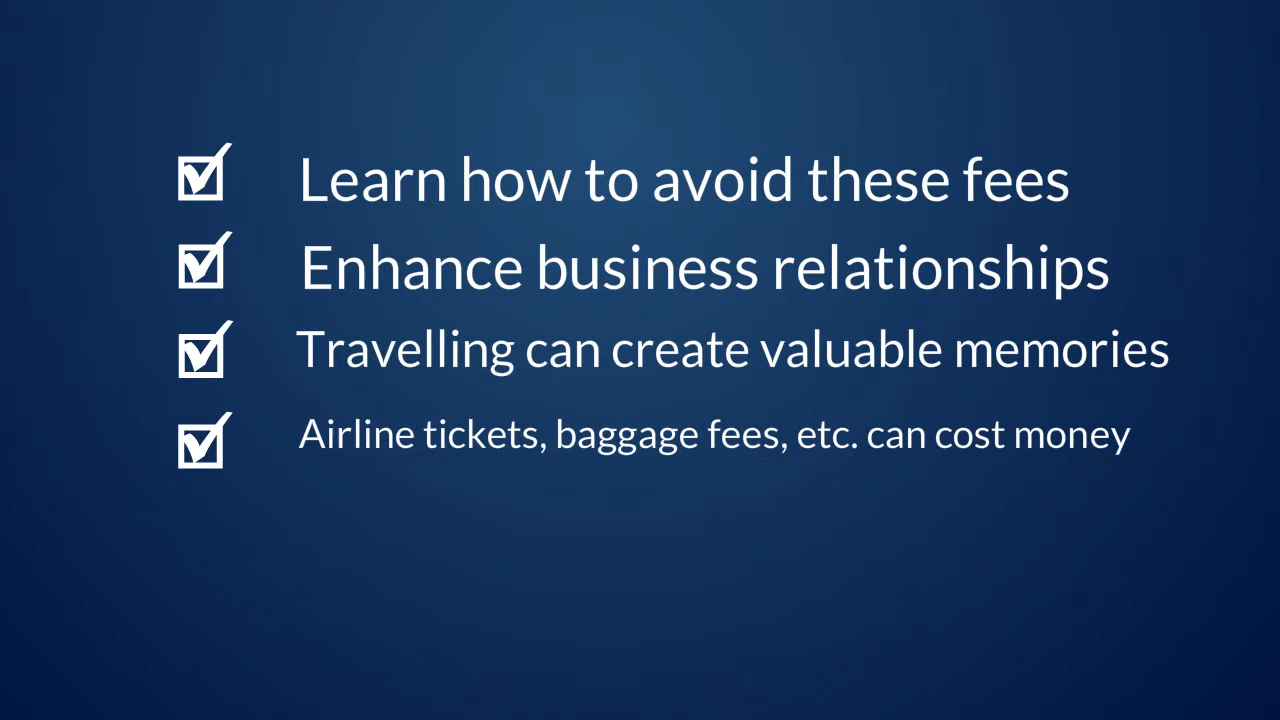 Learn how to avoid these fees
Enhance business relationships
Travelling can create valuable memories
Airline tickets, baggage fees, etc. can cost money